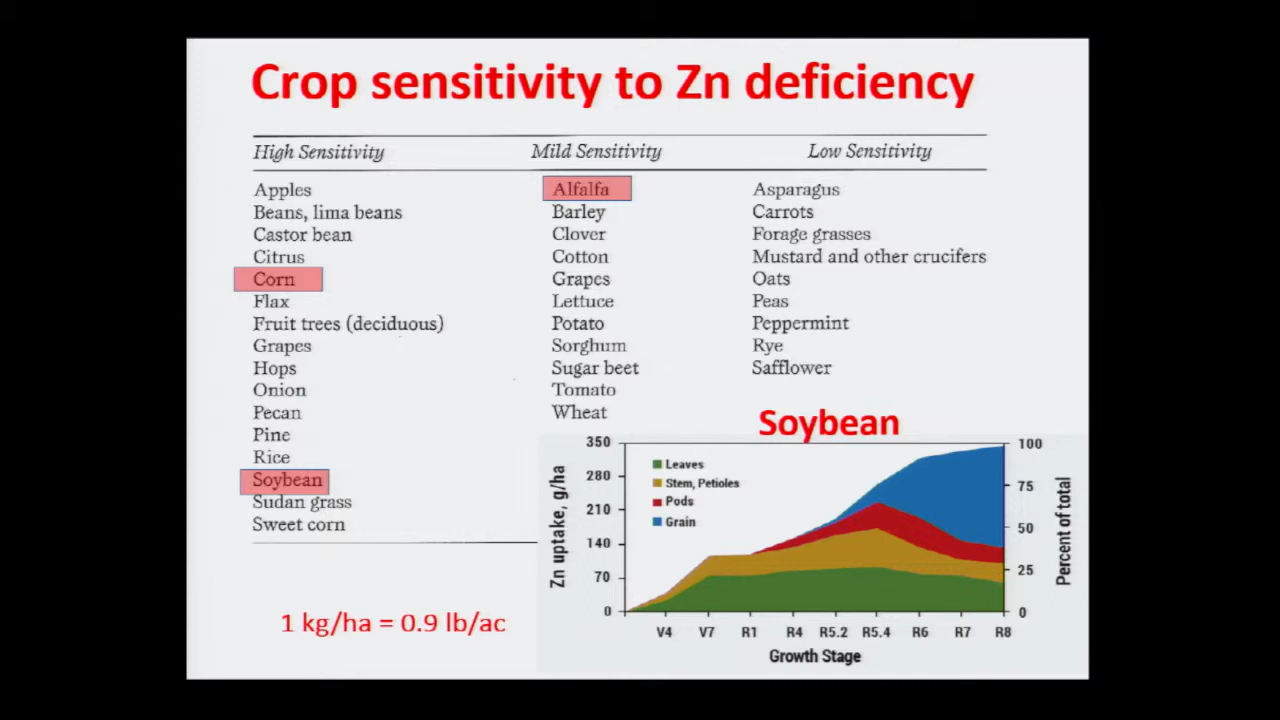 Crop sensitivity to Zn deficiency
High Sensitivity Mild Sensitivity Low Sensitivity
Apples Alfalfa Asparagus
Beans, lima beans Barley Carrots
Castor bean Clover Forage grasses
Citrus Cotton Mustard and other crucifers
Corn Grapes Oats
Flax Lettuce Peas
Fruit trees (deciduous) Potato Peppermint
Grapes Sorghum Rye
Hops Sugar beet Safflower
Onion Tomato
Pecan Wheat
Pine
Rice
Soybean
Sudan grass
Sweet corn
1 kg/ha = 0.9 lb/ac
Soybean
Zn uptake, g/ha
350
280
210
140
70
0
Leaves
Stem, Petioles
Pods
Grain
100
75
50
25
0
Percent of total
V4 V7 R1 R4 R5.2 R5.4 R6 R7 R8
Growth Stage